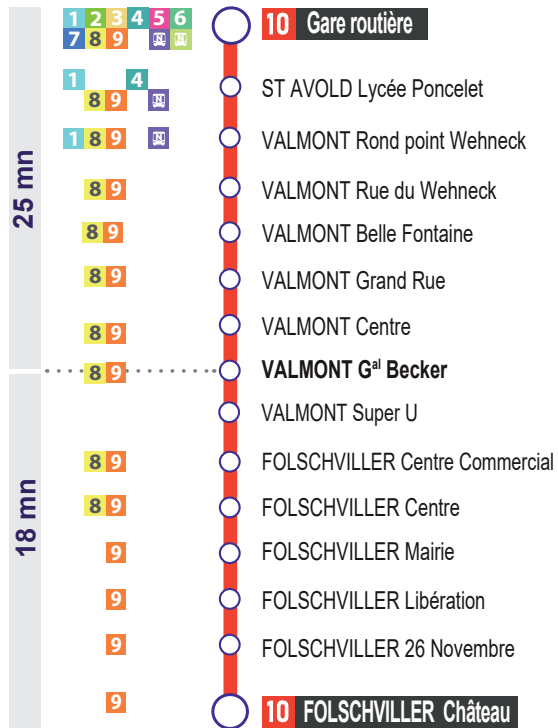 1 2 3 4 5 6 10 Gare routière
7 8 9 N
1 4 ST AVOLD Lycée Poncelet
8 9 N
1 8 9 N VALMONT Rond point Wehneck
25 mn
8 9 VALMONT Rue du Wehneck
8 9 VALMONT Belle Fontaine
8 9 VALMONT Grand Rue
8 9 VALMONT Centre
8 9 VALMONT Gal Becker
VALMONT Super U
18 mn
8 9 FOLSCHVILLER Centre Commercial
8 9 FOLSCHVILLER Centre
9 FOLSCHVILLER Mairie
9 FOLSCHVILLER Libération
9 FOLSCHVILLER 26 Novembre
9 10 FOLSCHVILLER Château